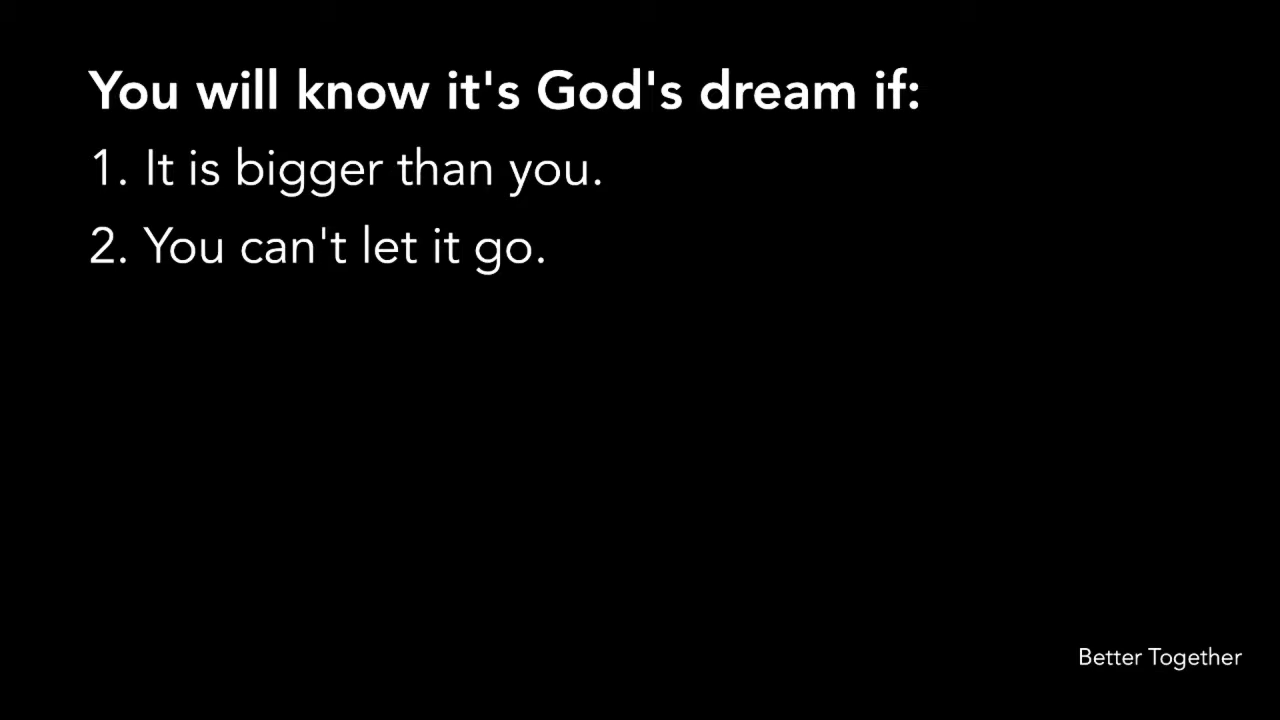 You will know it's God's dream if:
1. It is bigger than you.
2. You can't let it go.
Better Together